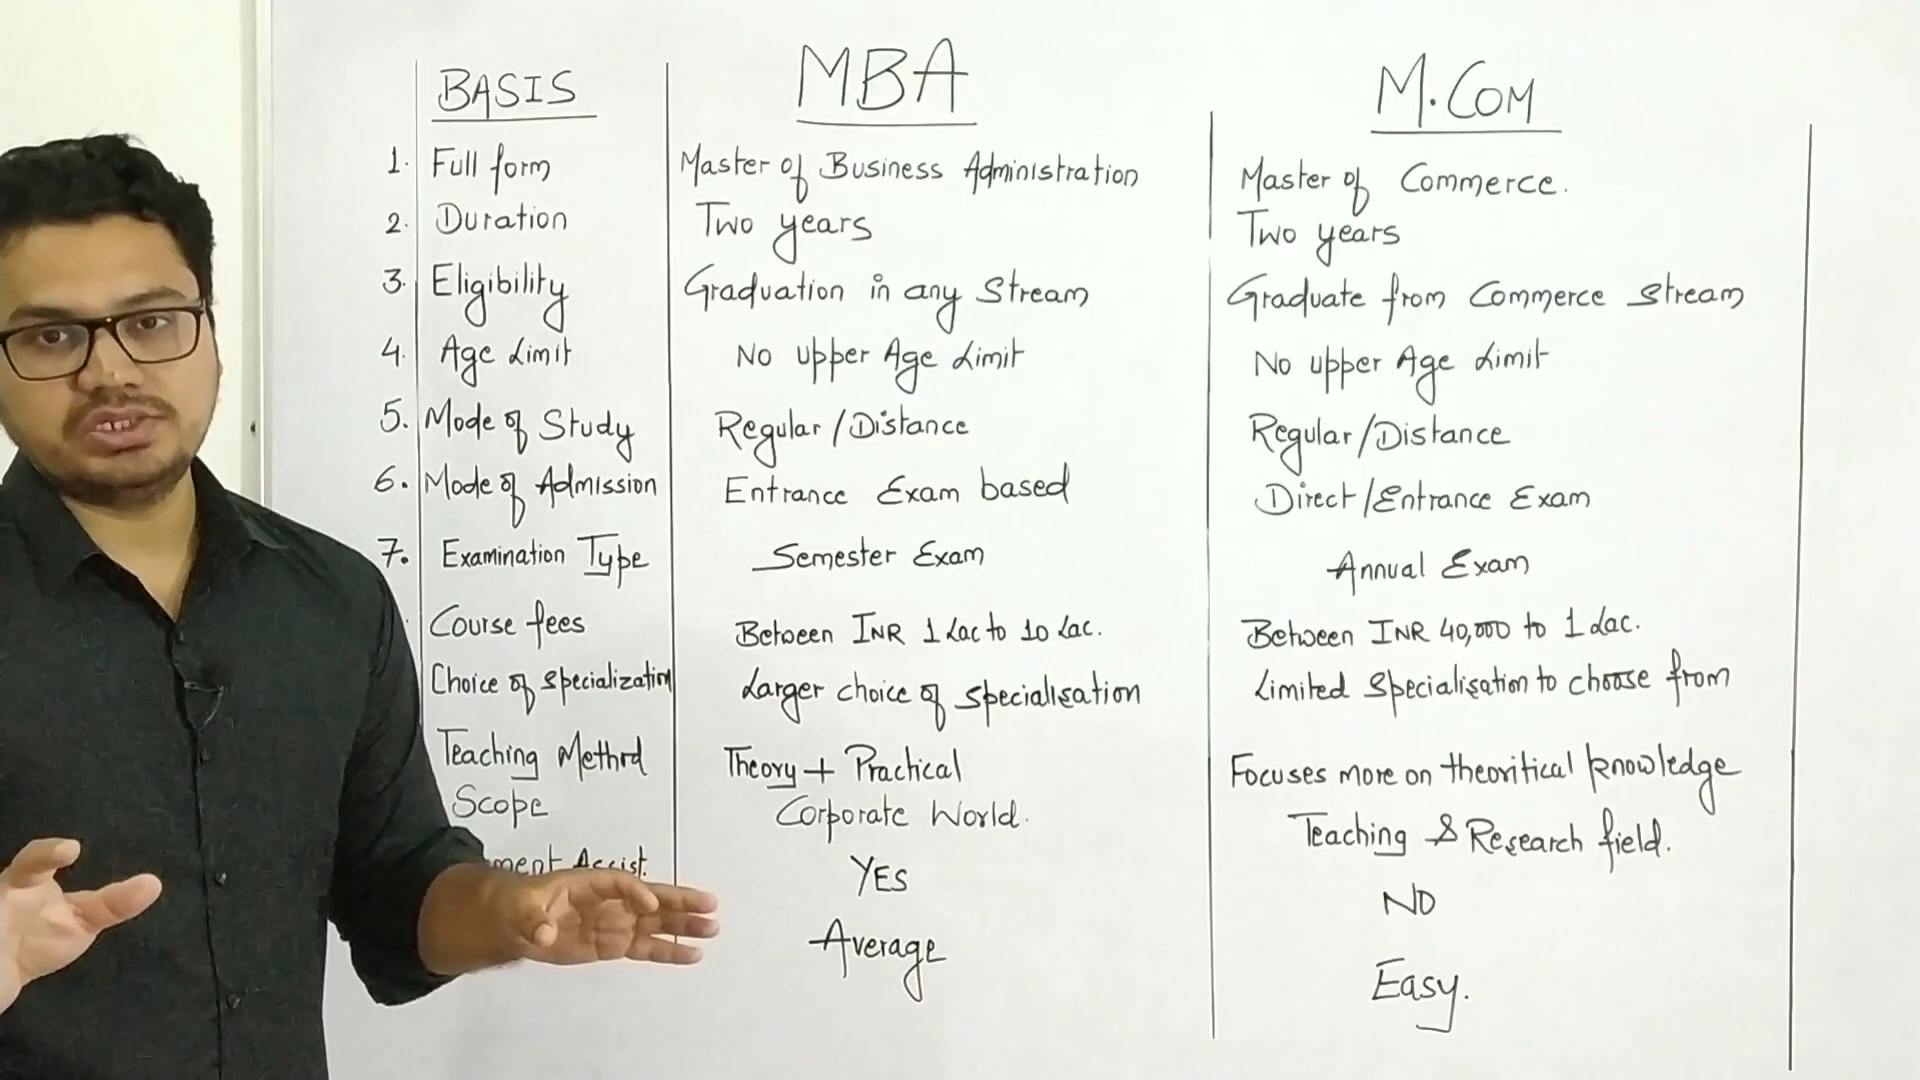 BASIS MBA M.COM
1. Full form Master of Business Administration Master of Commerce.
2. Duration Two years Two years
3. Eligibility Graduation in any Stream Graduate from Commerce stream
4. Age Limit No upper Age Limit No upper Age Limit
5. Mode of Study Regular/Distance Regular/Distance
6. Mode of Admission Entrance Exam based Direct/Entrance Exam
7. Examination Type Semester Exam Annual Exam
Course fees Between INR 1 Lac to 10 Lac. Between INR 40,000 to 1 Lac.
Choice of specialization Larger choice of specialisation Limited specialisation to choose from
Teaching Method Theory + Practical Focuses more on theoritical knowledge
Scope Corporate World. Teaching & Research field.
Assist. YES NO
Average Easy.